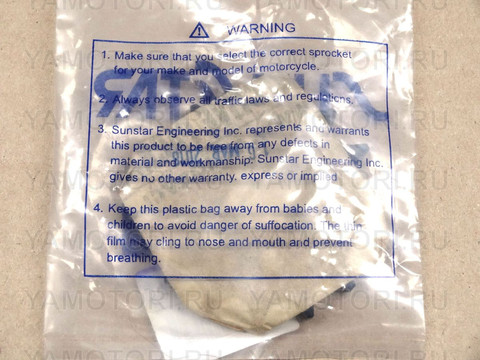 WARNING
1. Make sure that you select the correct sprocket
for your make and model of motorcycle.
2. Always observe all traffic laws and regulations.
3. Sunstar Engineering Inc. represents and warrants
this product to be free from any defects in
material and workmanship. Sunstar Engineering Inc.
gives no other warranty, express or implied
4. Keep this plastic bag away from babies and
children to avoid danger of suffocation. The thin
film may cling to nose and mouth and prevent
breathing.
YAMOTORI.RU